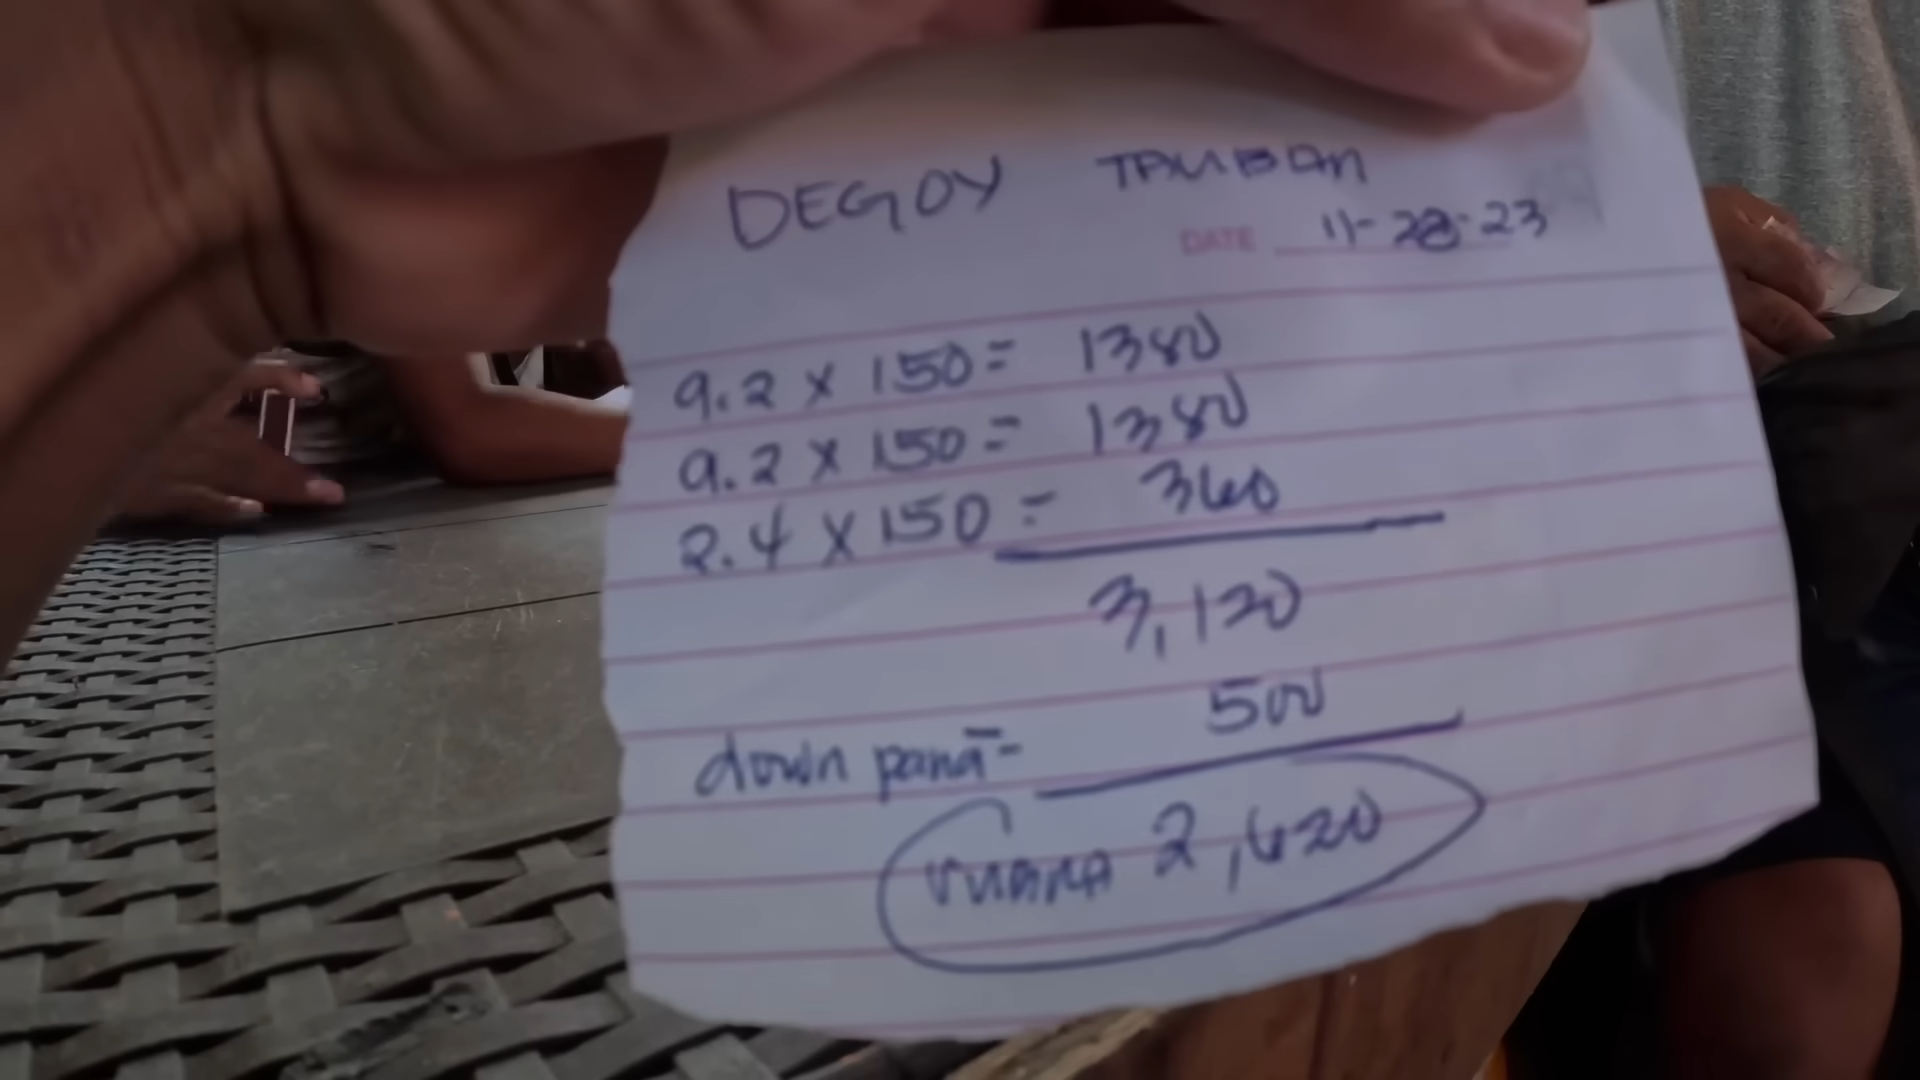 DEGOY TAMBAN
DATE 11-28-23
9.2 x 150 = 1380
9.2 x 150 = 1380
2.4 x 150 = 360
3,120
down pana - 500
2,620